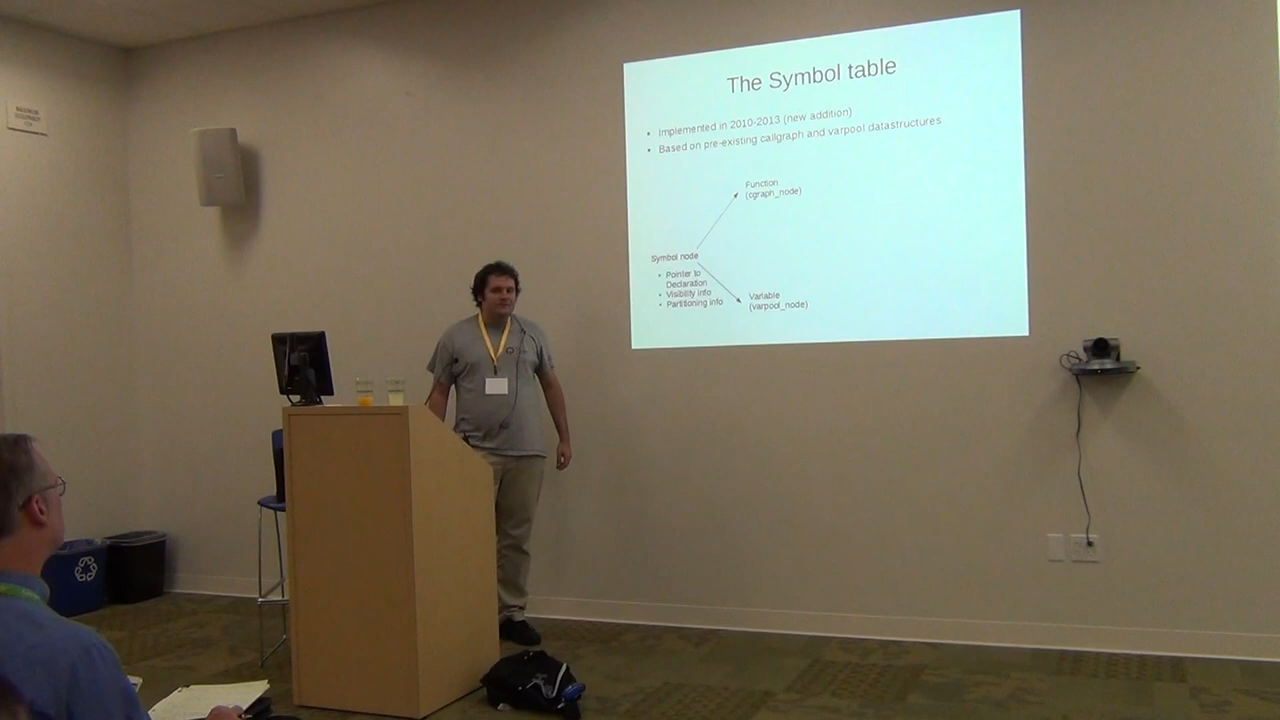 The Symbol table
• Implemented in 2010-2013 (new addition)
• Based on pre-existing callgraph and varpool datastructures
Function
(cgraph_node)
Symbol node
• Pointer to
Declaration
• Visibility info
• Partitioning info
Variable
(varpool_node)